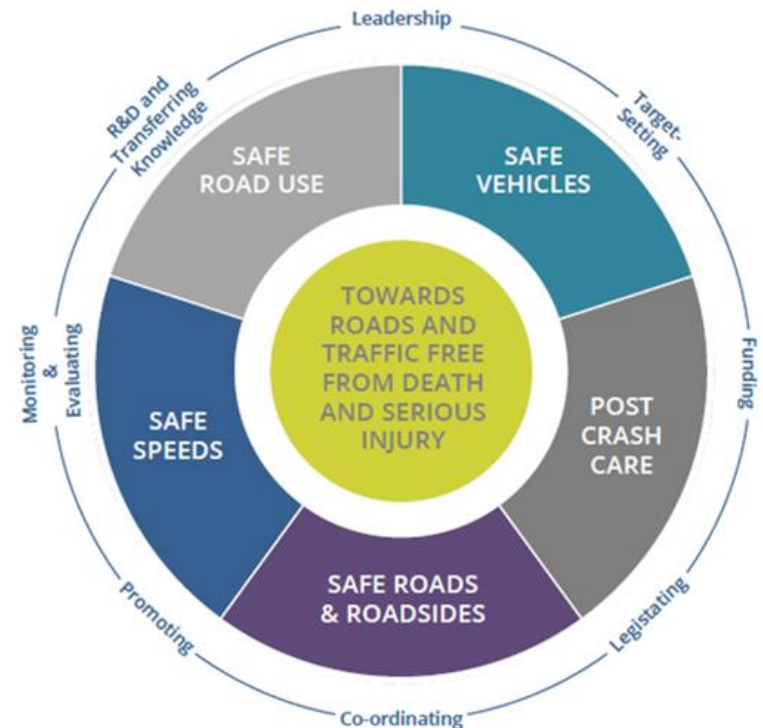 Leadership
Target-
Setting
Funding
Legistating
Co-ordinating
Promoting
Monitoring
&
Evaluating
R&D and
Transferring
Knowledge
SAFE
ROAD USE
SAFE
VEHICLES
POST
CRASH
CARE
SAFE ROADS
& ROADSIDES
SAFE
SPEEDS
TOWARDS
ROADS AND
TRAFFIC FREE
FROM DEATH
AND SERIOUS
INJURY